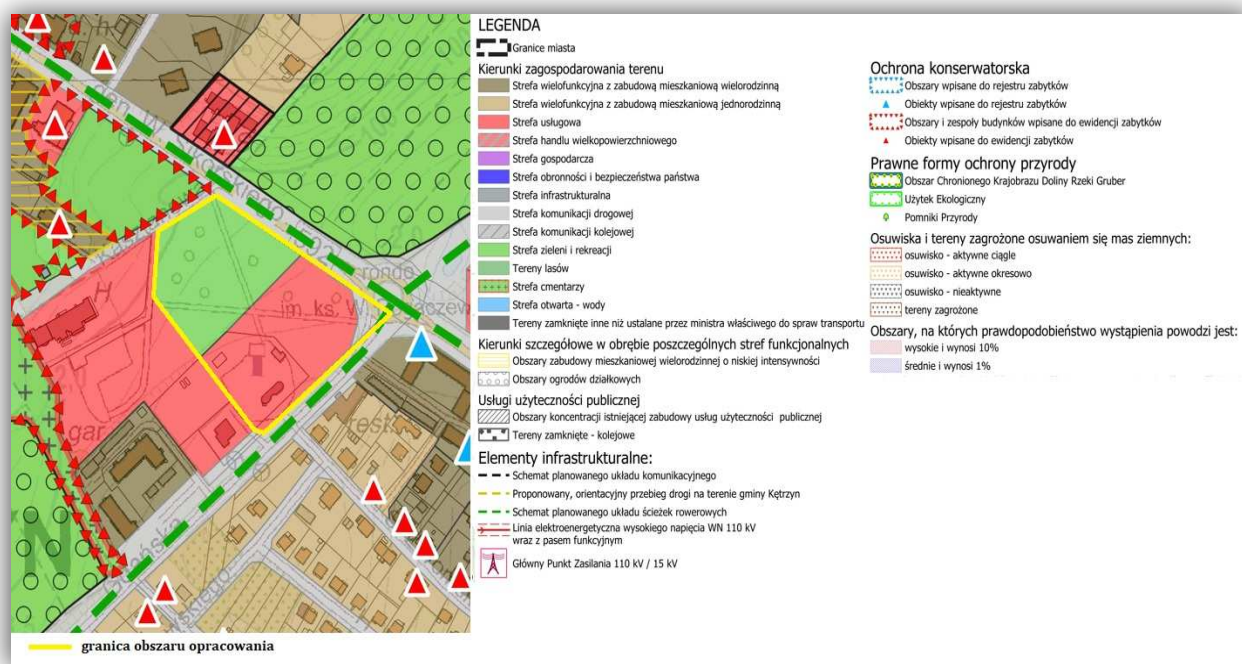 LEGENDA
Granice miasta
Kierunki zagospodarowania terenu
Strefa wielofunkcyjna z zabudową mieszkaniową wielorodzinną
Strefa wielofunkcyjna z zabudową mieszkaniową jednorodzinną
Strefa usługowa
Strefa handlu wielkopowierzchniowego
Strefa gospodarcza
Strefa obronności i bezpieczeństwa państwa
Strefa infrastrukturalna
Strefa komunikacji drogowej
Strefa komunikacji kolejowej
Strefa zieleni i rekreacji
Tereny lasów
Strefa cmentarzy
Strefa otwarta - wody
Tereny zamknięte inne niż ustalane przez ministra właściwego do spraw transportu
Kierunki szczegółowe w obrębie poszczególnych stref funkcjonalnych
Obszary zabudowy mieszkaniowej wielorodzinnej o niskiej intensywności
Obszary ogrodów działkowych
Usługi użyteczności publicznej
Obszary koncentracji istniejącej zabudowy usług użyteczności publicznej
Tereny zamknięte - kolejowe
Elementy infrastrukturalne:
Schemat planowanego układu komunikacyjnego
Proponowany, orientacyjny przebieg drogi na terenie gminy Kętrzyn
Schemat planowanego układu ścieżek rowerowych
Linia elektroenergetyczna wysokiego napięcia WN 110 kV
wraz z pasem funkcyjnym
Główny Punkt Zasilania 110 kV / 15 kV
Ochrona konserwatorska
Obszary wpisane do rejestru zabytków
Obiekty wpisane do rejestru zabytków
Obszary i zespoły budynków wpisane do ewidencji zabytków
Obiekty wpisane do ewidencji zabytków
Prawne formy ochrony przyrody
Obszar Chronionego Krajobrazu Doliny Rzeki Gruber
Użytek Ekologiczny
Pomniki Przyrody
Osuwiska i tereny zagrożone osuwaniem się mas ziemnych:
osuwisko - aktywne ciągle
osuwisko - aktywne okresowo
osuwisko - nieaktywne
tereny zagrożone
Obszary, na których prawdopodobieństwo wystąpienia powodzi jest:
wysokie i wynosi 10%
średnie i wynosi 1%
rondo
im. ks. W.
H
gar
granica obszaru opracowania